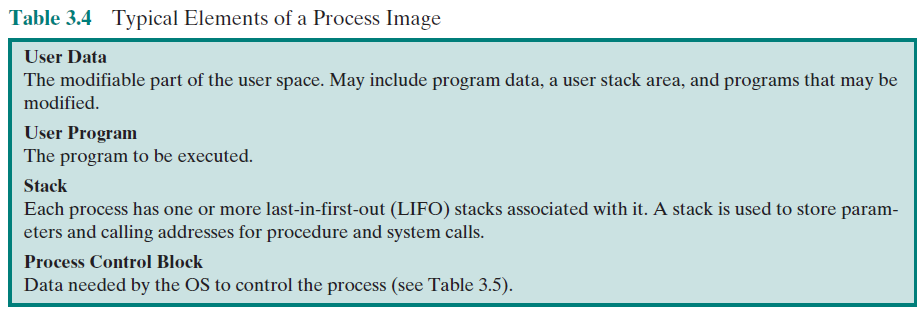 Table 3.4 Typical Elements of a Process Image
User Data
The modifiable part of the user space. May include program data, a user stack area, and programs that may be
modified.
User Program
The program to be executed.
Stack
Each process has one or more last-in-first-out (LIFO) stacks associated with it. A stack is used to store param-
eters and calling addresses for procedure and system calls.
Process Control Block
Data needed by the OS to control the process (see Table 3.5).